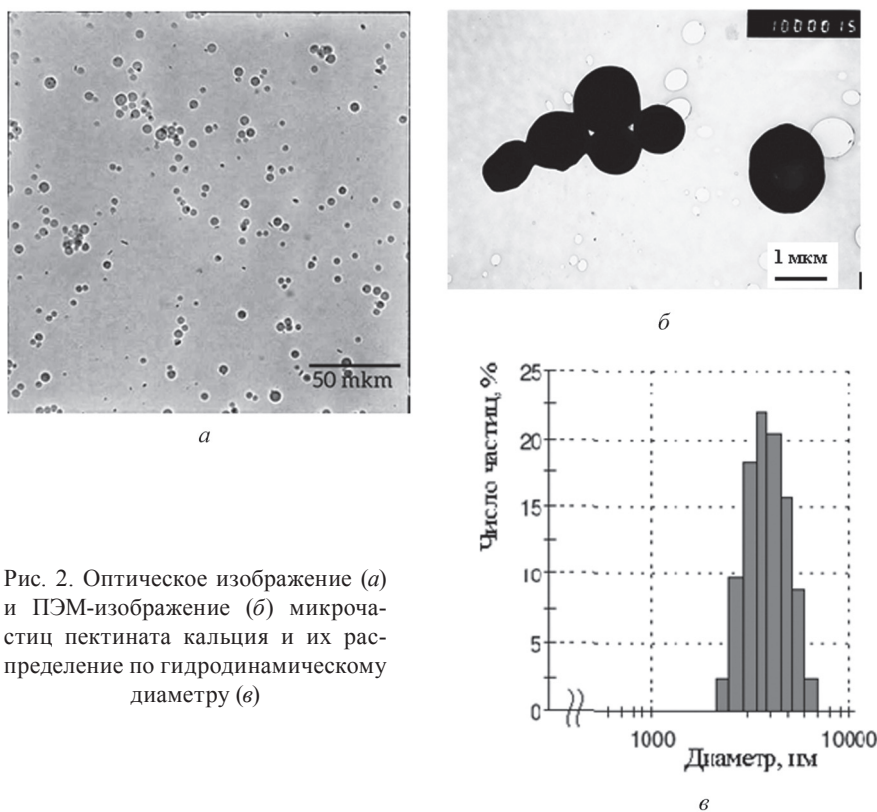 1000015
50 mkm
1 мкм
а
б
25
20
15
10
5
0
Число частиц, %
1000
10000
Диаметр, нм
в
Рис. 2. Оптическое изображение (а)
и ПЭМ-изображение (б) микроча-
стиц пектината кальция и их рас-
пределение по гидродинамическому
диаметру (в)